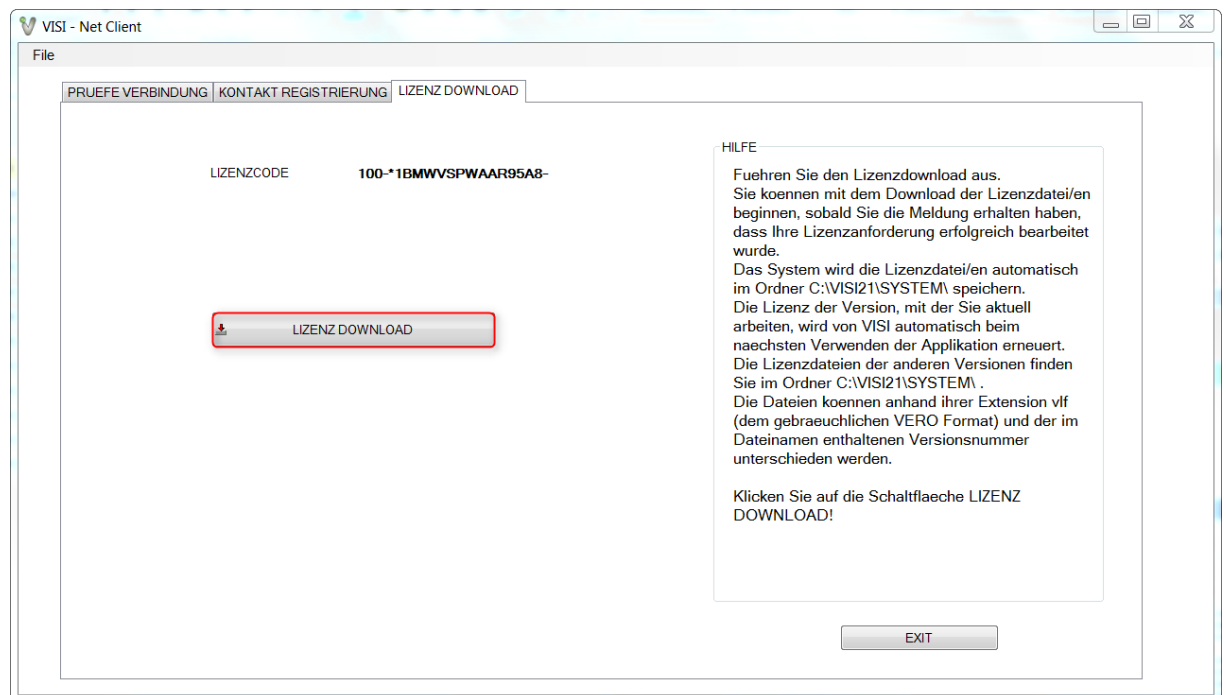 VISI - Net Client
File
PRUEFE VERBINDUNG KONTAKT REGISTRIERUNG LIZENZ DOWNLOAD
LIZENZCODE 100-*1BMWVSPWAAR95A8-
LIZENZ DOWNLOAD
HILFE
Fuehren Sie den Lizenzdownload aus.
Sie koennen mit dem Download der Lizenzdatei/en
beginnen, sobald Sie die Meldung erhalten haben,
dass Ihre Lizenzanforderung erfolgreich bearbeitet
wurde.
Das System wird die Lizenzdatei/en automatisch
im Ordner C:\VISI21\SYSTEM\ speichern.
Die Lizenz der Version, mit der Sie aktuell
arbeiten, wird von VISI automatisch beim
naechsten Verwenden der Applikation erneuert.
Die Lizenzdateien der anderen Versionen finden
Sie im Ordner C:\VISI21\SYSTEM\ .
Die Dateien koennen anhand ihrer Extension vlf
(dem gebraeuchlichen VERO Format) und der im
Dateinamen enthaltenen Versionsnummer
unterschieden werden.
Klicken Sie auf die Schaltflaeche LIZENZ
DOWNLOAD!
EXIT